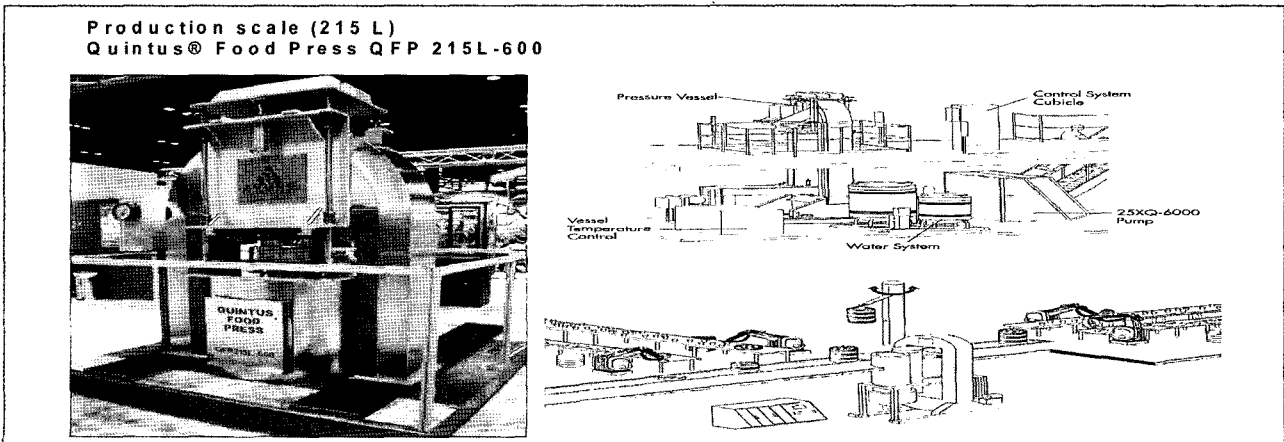 Production scale (215 L)
Quintus® Food Press QFP 215L-600
Pressure Vessel
Control System
Cubicle
Vessel
Temperature
Control
25XQ-6000
Pump
Water System
QUINTUS
FOOD
PRESS